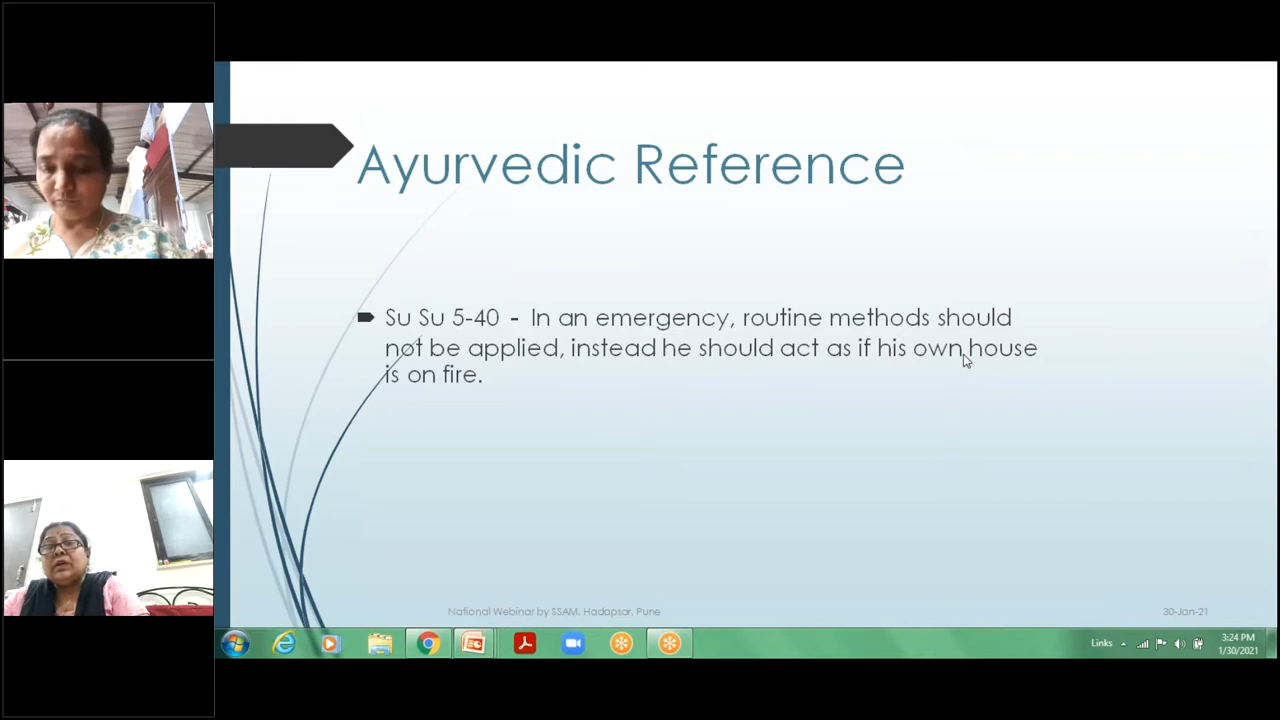 Ayurvedic Reference
Su Su 5-40 - In an emergency, routine methods should
not be applied, instead he should act as if his own house
is on fire.
National Webinar by SSAM, Hadapsar, Pune
30-Jan-21
Links
3:24 PM
1/30/2021